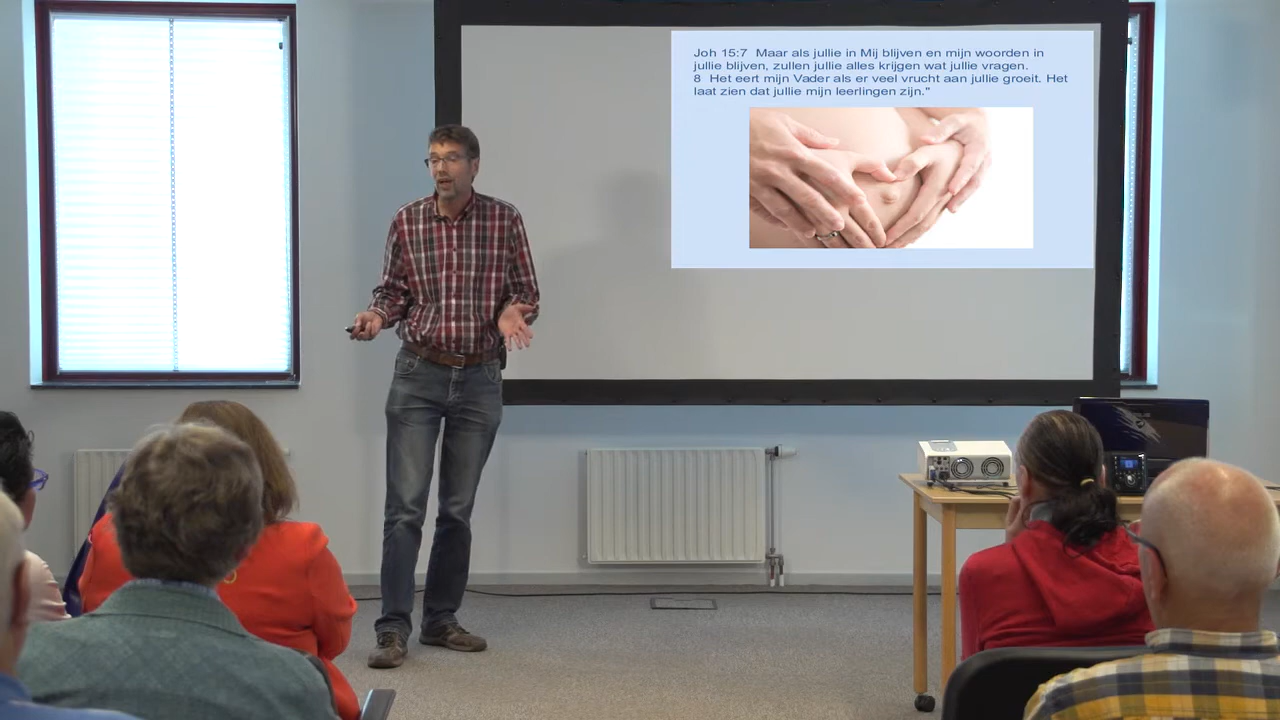 Joh 15:7  Maar als jullie in Mij blijven en mijn woorden in
jullie blijven, zullen jullie alles krijgen wat jullie vragen.
8  Het eert mijn Vader als er veel vrucht aan jullie groeit. Het
laat zien dat jullie mijn leerlingen zijn."